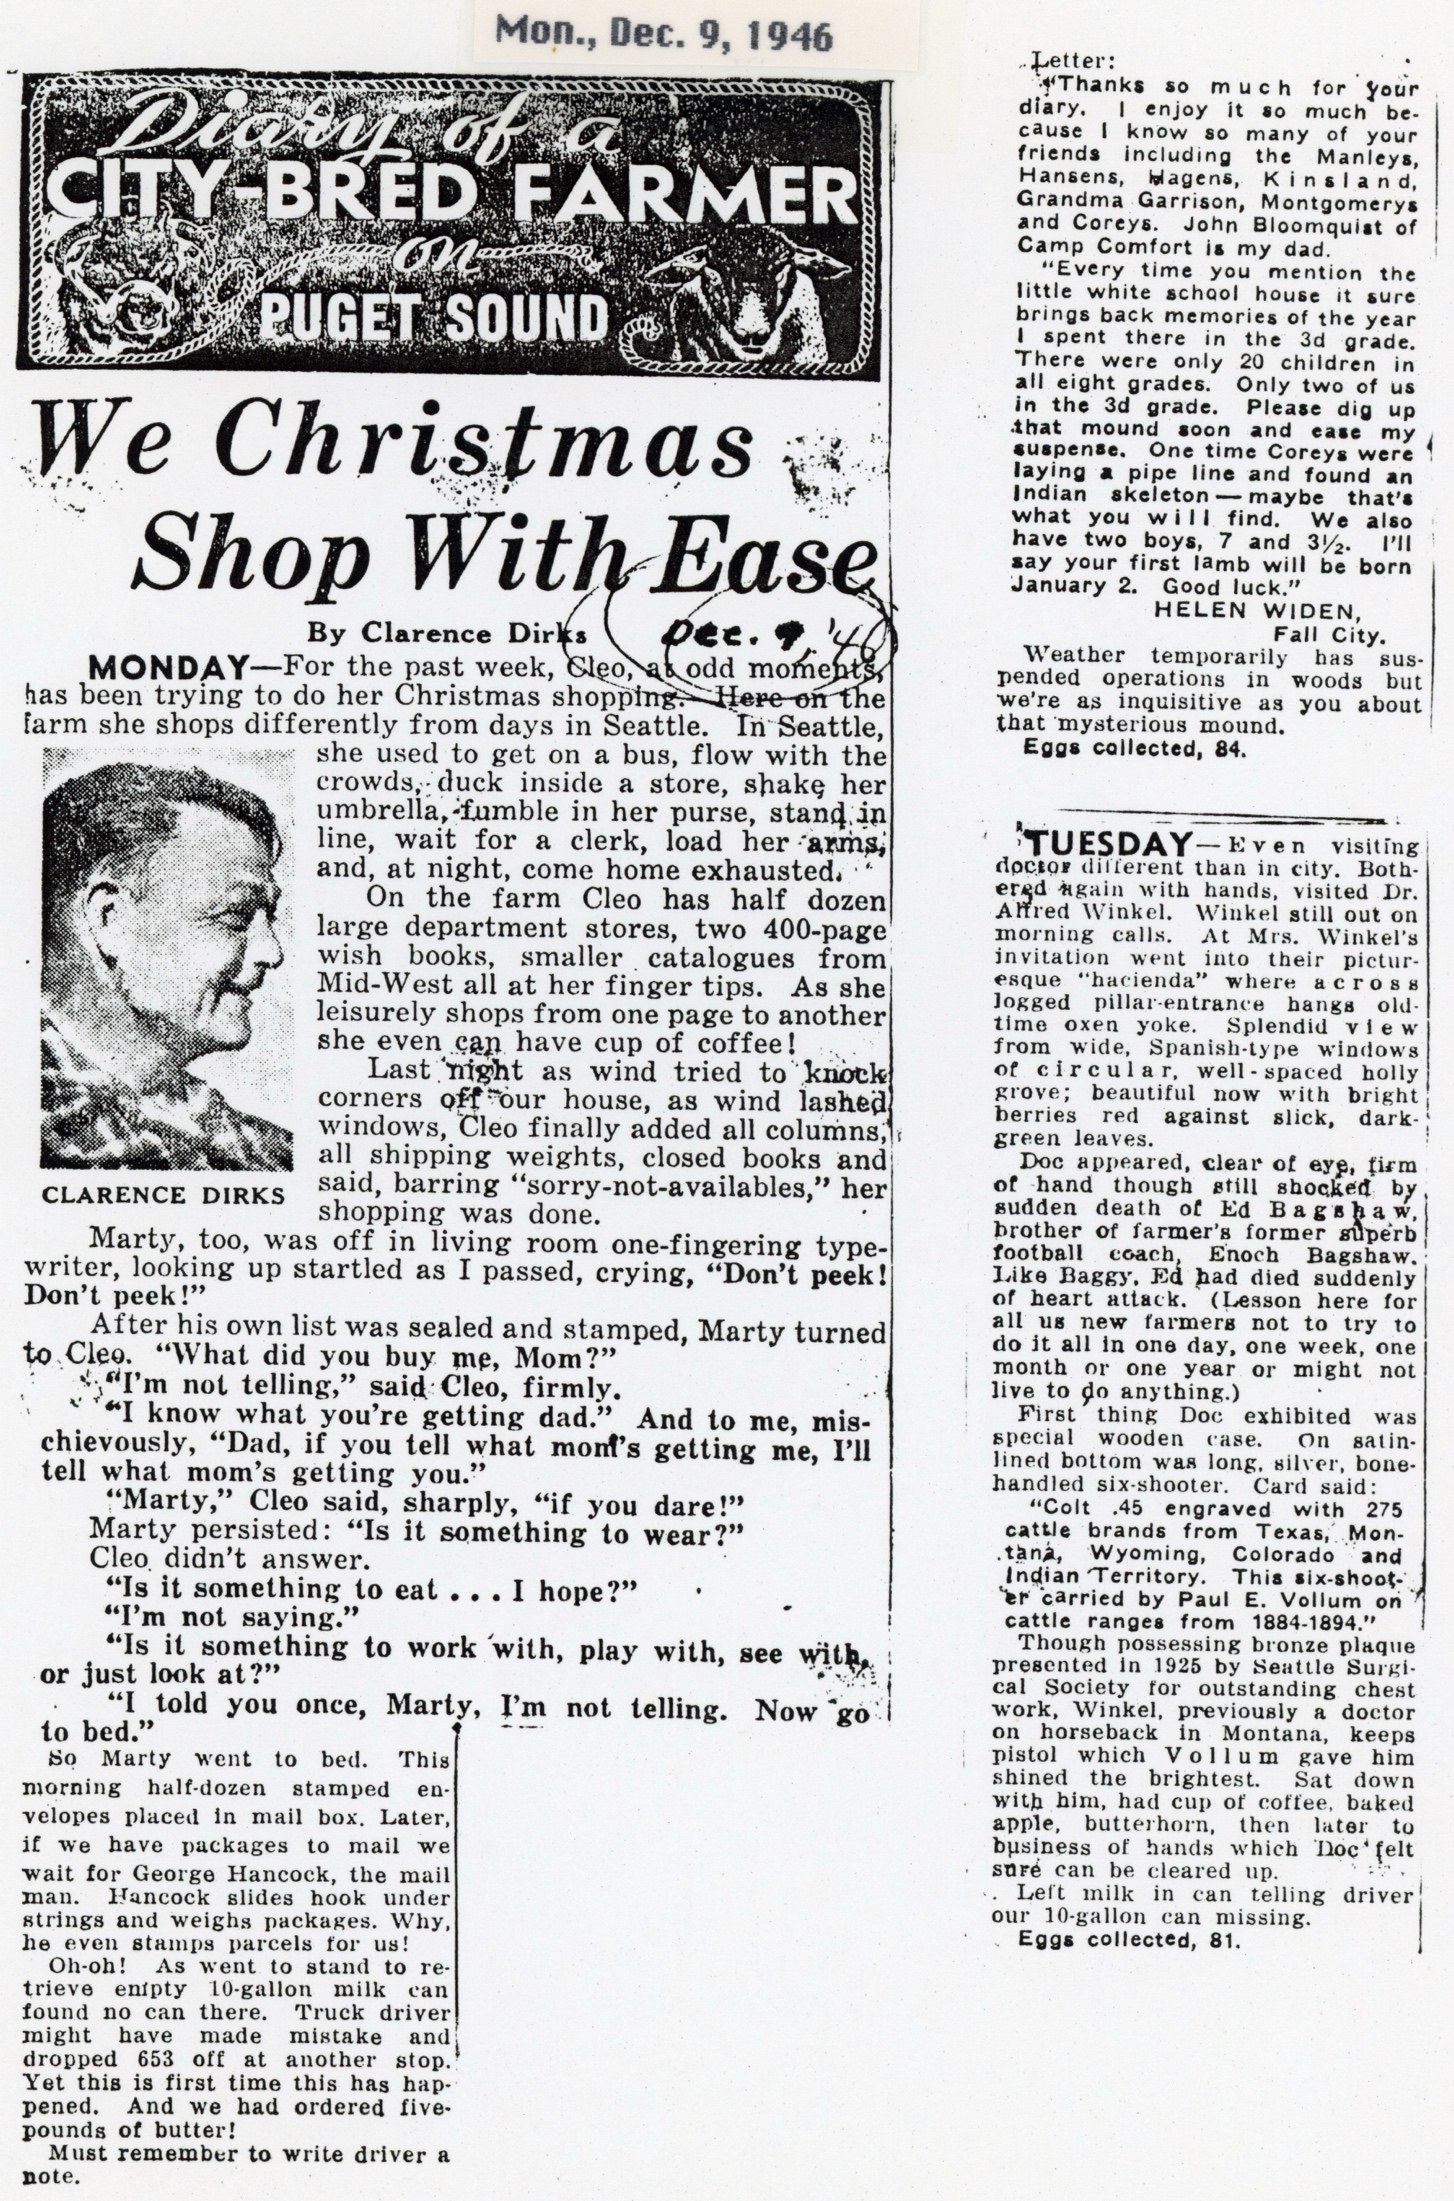 Mon., Dec. 9, 1946
Diary of a
CITY-BRED FARMER
on
PUGET SOUND
We Christmas
Shop With Ease
By Clarence Dirks
Dec. 9, '46
MONDAY—For the past week, Cleo, at odd moments,
has been trying to do her Christmas shopping. Here on the
farm she shops differently from days in Seattle. In Seattle,
she used to get on a bus, flow with the
crowds, duck inside a store, shake her
umbrella, fumble in her purse, stand in
line, wait for a clerk, load her arms,
and, at night, come home exhausted.
On the farm Cleo has half dozen
large department stores, two 400-page
wish books, smaller catalogues from
Mid-West all at her finger tips. As she
leisurely shops from one page to another
she even can have cup of coffee!
Last night as wind tried to knock
corners off our house, as wind lashed
windows, Cleo finally added all columns,
all shipping weights, closed books and
said, barring "sorry-not-availables," her
shopping was done.
CLARENCE DIRKS
Marty, too, was off in living room one-fingering type-
writer, looking up startled as I passed, crying, "Don't peek!
Don't peek!"
After his own list was sealed and stamped, Marty turned
to Cleo. "What did you buy me, Mom?"
"I'm not telling," said Cleo, firmly.
"I know what you're getting dad." And to me, mis-
chievously, "Dad, if you tell what mom's getting me, I'll
tell what mom's getting you."
"Marty," Cleo said, sharply, "if you dare!"
Marty persisted: "Is it something to wear?"
Cleo didn't answer.
"Is it something to eat . . . I hope?"
"I'm not saying."
"Is it something to work with, play with, see with,
or just look at?"
"I told you once, Marty, I'm not telling. Now go
to bed."
So Marty went to bed. This
morning half-dozen stamped en-
velopes placed in mail box. Later,
if we have packages to mail we
wait for George Hancock, the mail
man. Hancock slides hook under
strings and weighs packages. Why,
he even stamps parcels for us!
Oh-oh! As went to stand to re-
trieve empty 10-gallon milk can
found no can there. Truck driver
might have made mistake and
dropped 653 off at another stop.
Yet this is first time this has hap-
pened. And we had ordered five-
pounds of butter!
Must remember to write driver a
note.
Letter:
"Thanks so much for your
diary. I enjoy it so much be-
cause I know so many of your
friends including the Manleys,
Hansens, Hagens, Kinsland,
Grandma Garrison, Montgomerys
and Coreys. John Bloomquist of
Camp Comfort is my dad.
"Every time you mention the
little white school house it sure
brings back memories of the year
I spent there in the 3d grade.
There were only 20 children in
all eight grades. Only two of us
in the 3d grade. Please dig up
that mound soon and ease my
suspense. One time Coreys were
laying a pipe line and found an
Indian skeleton—maybe that's
what you will find. We also
have two boys, 7 and 3½. I'll
say your first lamb will be born
January 2. Good luck."
HELEN WIDEN,
Fall City.
Weather temporarily has sus-
pended operations in woods but
we're as inquisitive as you about
that mysterious mound.
Eggs collected, 84.
TUESDAY—Even visiting
doctor different than in city. Both-
ered again with hands, visited Dr.
Alfred Winkel. Winkel still out on
morning calls. At Mrs. Winkel's
invitation went into their pictur-
esque "hacienda" where across
logged pillar-entrance hangs old-
time oxen yoke. Splendid view
from wide, Spanish-type windows
of circular, well-spaced holly
grove; beautiful now with bright
berries red against slick, dark-
green leaves.
Doc appeared, clear of eye, firm
of hand though still shocked by
sudden death of Ed Bagshaw,
brother of farmer's former superb
football coach, Enoch Bagshaw.
Like Baggy, Ed had died suddenly
of heart attack. (Lesson here for
all us new farmers not to try to
do it all in one day, one week, one
month or one year or might not
live to do anything.)
First thing Doc exhibited was
special wooden case. On satin-
lined bottom was long, silver, bone-
handled six-shooter. Card said:
"Colt .45 engraved with 275
cattle brands from Texas, Mon-
tana, Wyoming, Colorado and
Indian Territory. This six-shoot-
er carried by Paul E. Vollum on
cattle ranges from 1884-1894."
Though possessing bronze plaque
presented in 1925 by Seattle Surgi-
cal Society for outstanding chest
work, Winkel, previously a doctor
on horseback in Montana, keeps
pistol which Vollum gave him
shined the brightest. Sat down
with him, had cup of coffee, baked
apple, butterhorn, then later to
business of hands which Doc felt
sure can be cleared up.
Left milk in can telling driver
our 10-gallon can missing.
Eggs collected, 81.